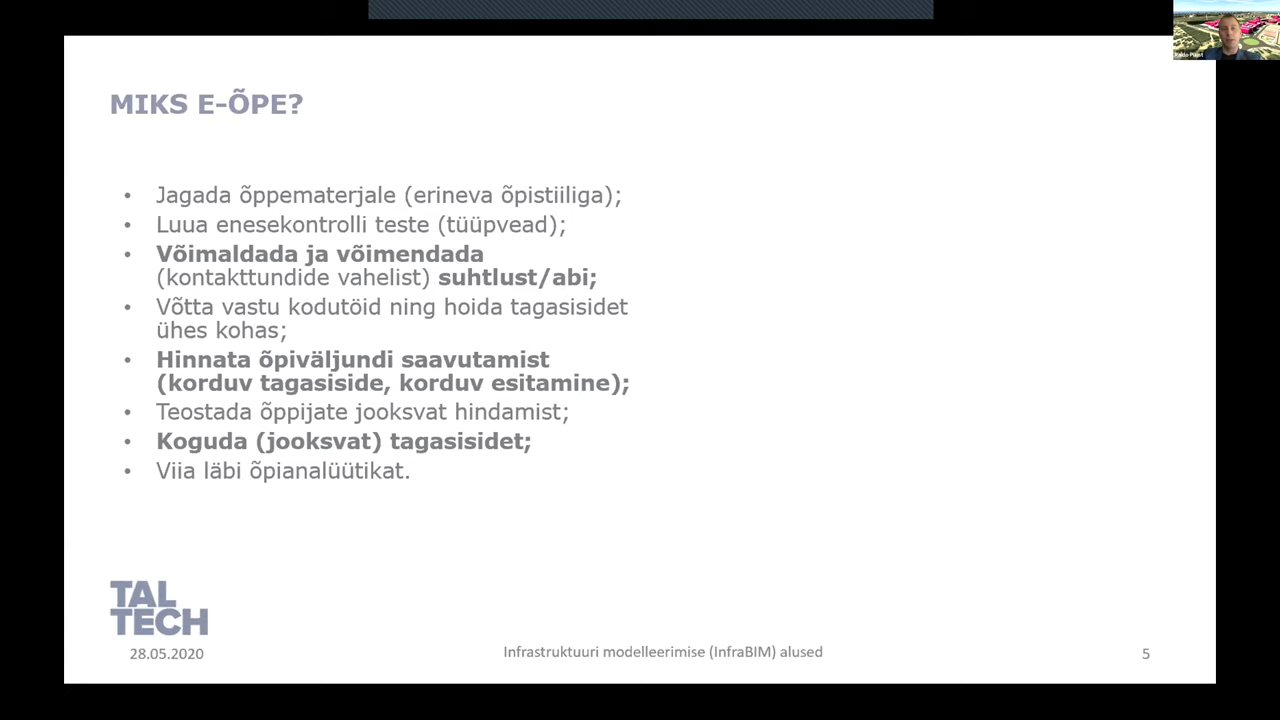 MIKS E-ÕPE?
• Jagada õppematerjale (erineva õpistiiliga);
• Luua enesekontrolli teste (tüüpvead);
• Võimaldada ja võimendada
(kontakttundide vahelist) suhtlust/abi;
• Võtta vastu kodutöid ning hoida tagasisidet
ühes kohas;
• Hinnata õpiväljundi saavutamist
(korduv tagasiside, korduv esitamine);
• Teostada õppijate jooksvat hindamist;
• Koguda (jooksvat) tagasisidet;
• Viia läbi õpianalüütikat.
TAL
TECH
28.05.2020
Infrastruktuuri modelleerimise (InfraBIM) alused
5